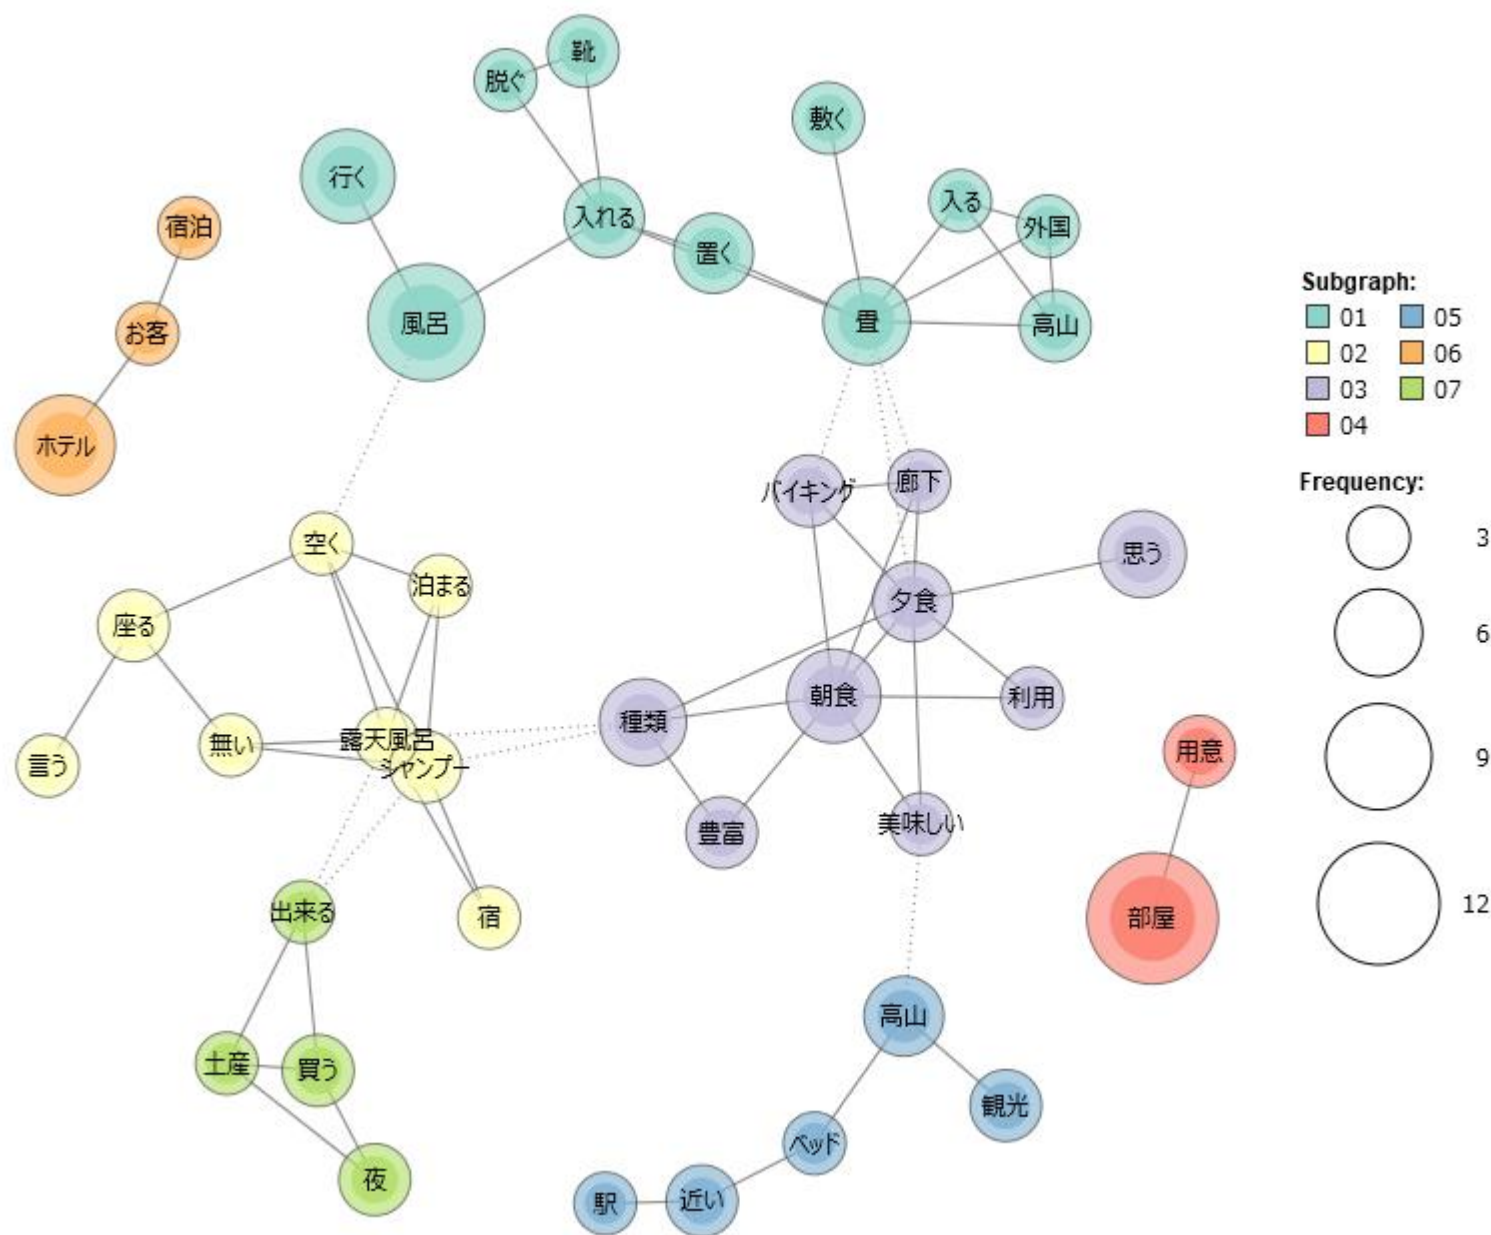 靴
脱ぐ
敷く
行く
入る
入れる
外国
宿泊
置く
畳
高山
風呂
お客
ホテル
Subgraph:
01 05
02 06
03 07
04
Frequency:
3
6
9
12
バイキング
廊下
思う
空く
泊まる
夕食
座る
朝食
利用
種類
露天風呂
無い
シャンプー
言う
用意
豊富
美味しい
部屋
出来る
宿
高山
土産
買う
観光
ベッド
夜
近い
駅